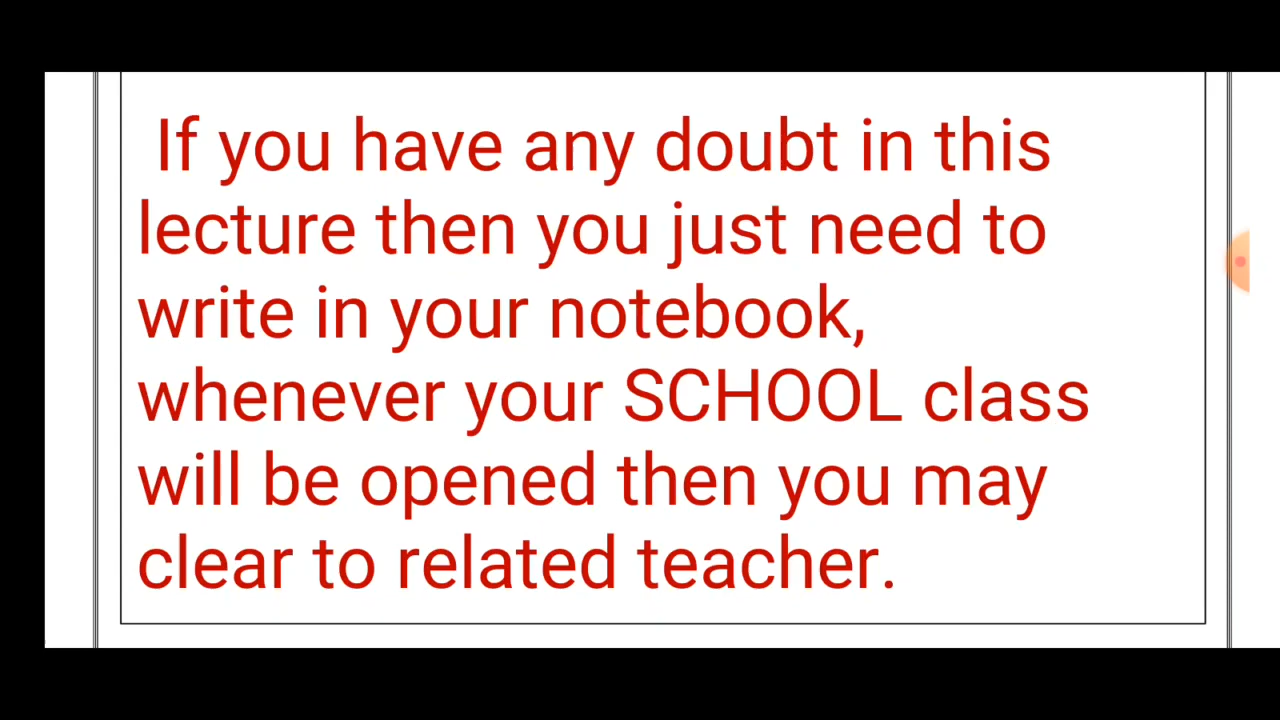 If you have any doubt in this
lecture then you just need to
write in your notebook,
whenever your SCHOOL class
will be opened then you may
clear to related teacher.